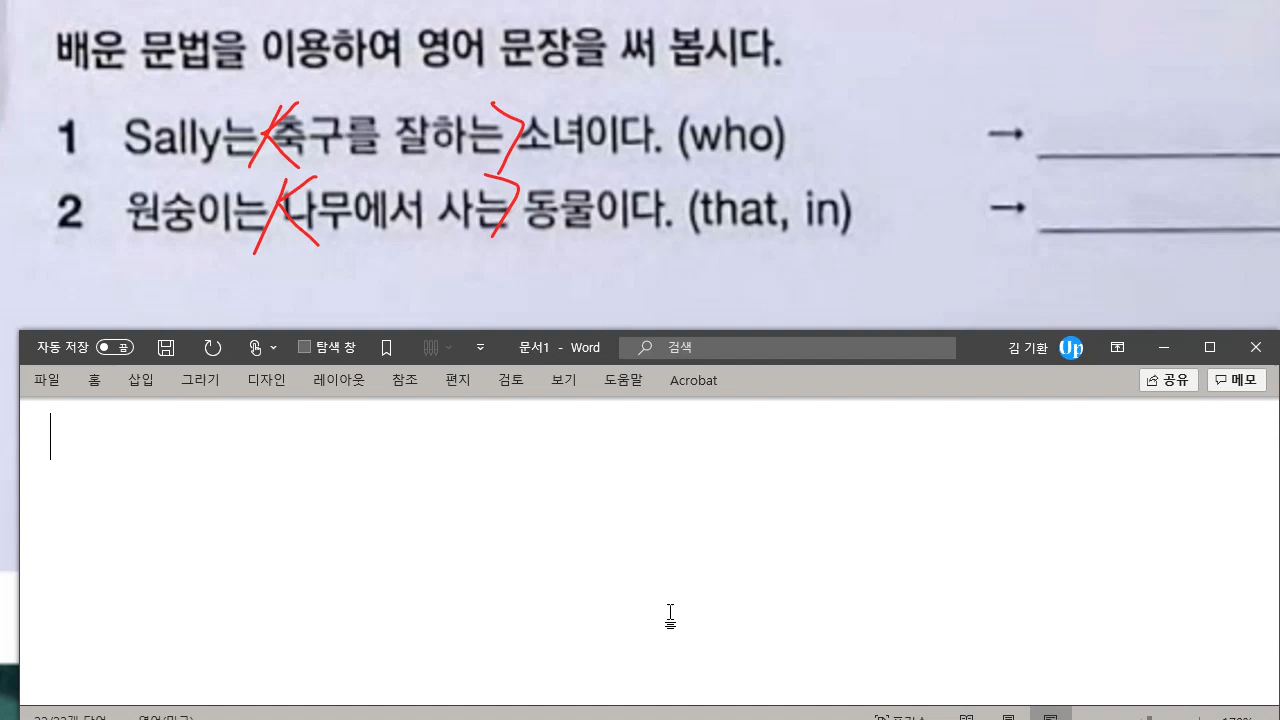 배운 문법을 이용하여 영어 문장을 써 봅시다.
1 Sally는 축구를 잘하는 소녀이다. (who) →
2 원숭이는 나무에서 사는 동물이다. (that, in) →
자동 저장 끔 탐색 창 문서1 - Word 검색 김 기환 Up
파일 홈 삽입 그리기 디자인 레이아웃 참조 편지 검토 보기 도움말 Acrobat 공유 메모